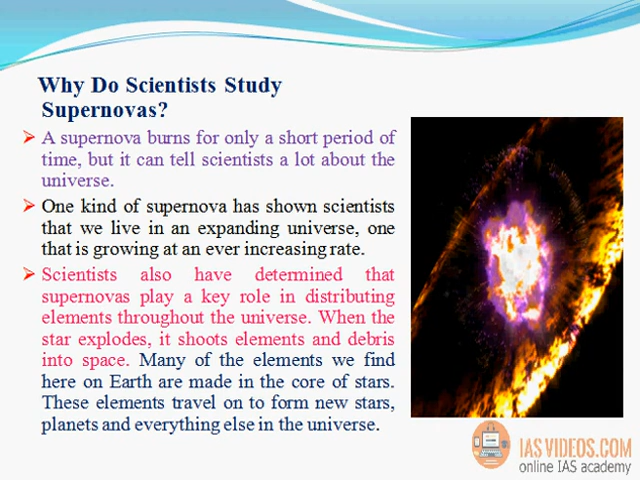 Why Do Scientists Study
Supernovas?
A supernova burns for only a short period of
time, but it can tell scientists a lot about the
universe.
One kind of supernova has shown scientists
that we live in an expanding universe, one
that is growing at an ever increasing rate.
Scientists also have determined that
supernovas play a key role in distributing
elements throughout the universe. When the
star explodes, it shoots elements and debris
into space. Many of the elements we find
here on Earth are made in the core of stars.
These elements travel on to form new stars,
planets and everything else in the universe.
IASVIDEOS.COM
online IAS academy